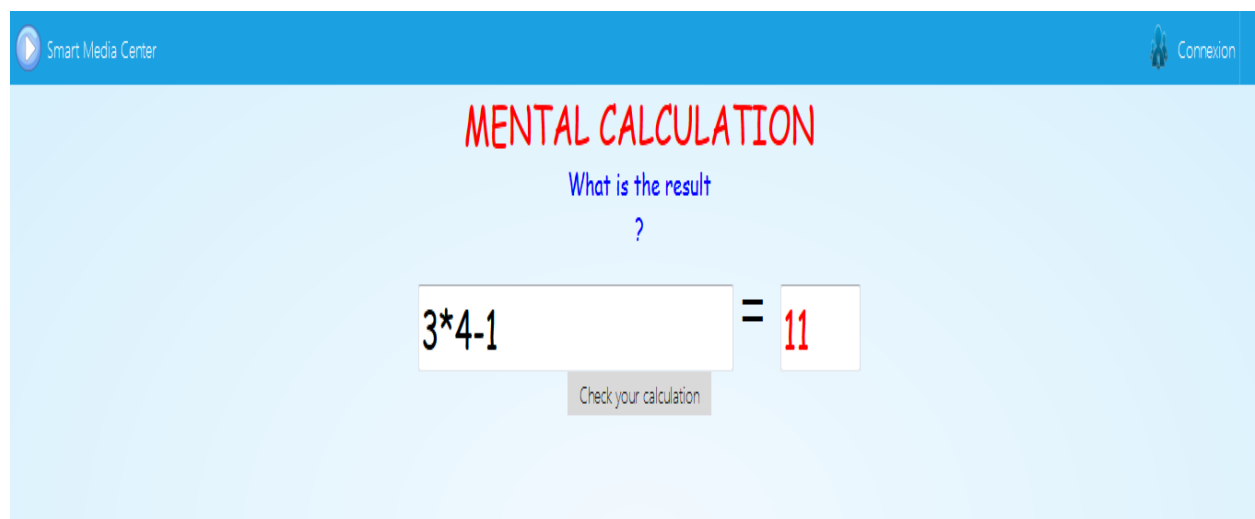 Smart Media Center
Connexion
MENTAL CALCULATION
What is the result
?
3*4-1 = 11
Check your calculation